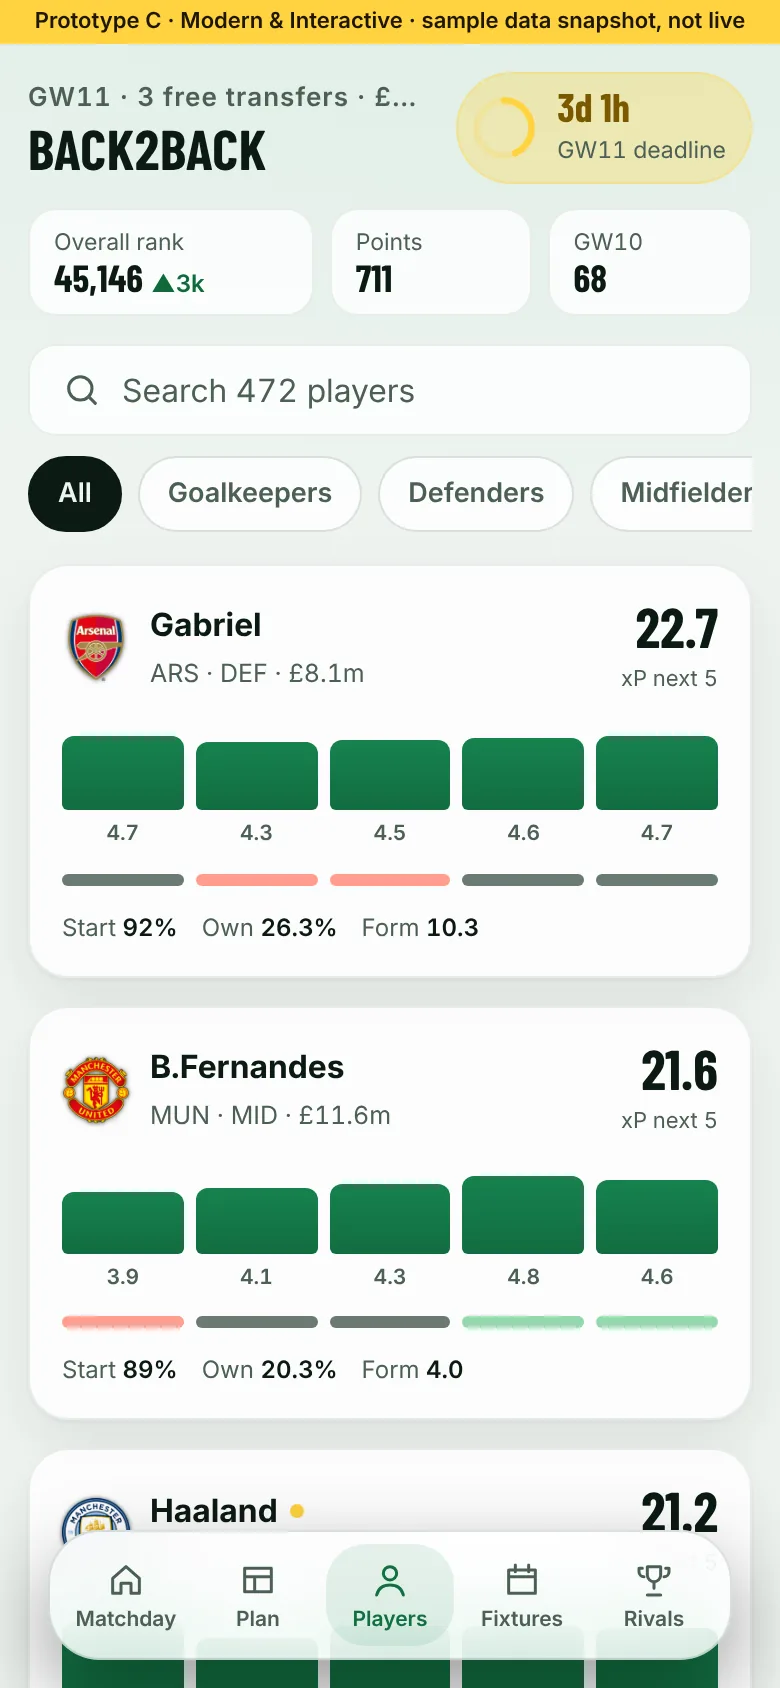 Prototype C · Modern & Interactive · sample data snapshot, not live
GW11 · 3 free transfers · £...
BACK2BACK
3d 1h
GW11 deadline
Overall rank
45,146 ▲3k
Points
711
GW10
68
Search 472 players
All
Goalkeepers
Defenders
Midfielder
Arsenal
Gabriel
ARS · DEF · £8.1m
22.7
xP next 5
4.7 4.3 4.5 4.6 4.7
Start 92% Own 26.3% Form 10.3
MANCHESTER
UNITED
B.Fernandes
MUN · MID · £11.6m
21.6
xP next 5
3.9 4.1 4.3 4.8 4.6
Start 89% Own 20.3% Form 4.0
MANCHESTER
Haaland
21.2
Matchday
Plan
Players
Fixtures
Rivals